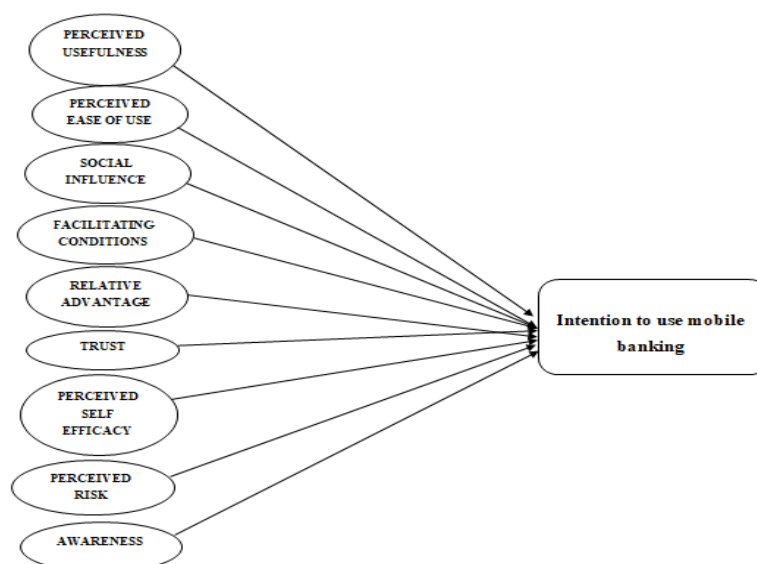 PERCEIVED
USEFULNESS
PERCEIVED
EASE OF USE
SOCIAL
INFLUENCE
FACILITATING
CONDITIONS
RELATIVE
ADVANTAGE
TRUST
PERCEIVED
SELF
EFFICACY
PERCEIVED
RISK
AWARENESS
Intention to use mobile
banking